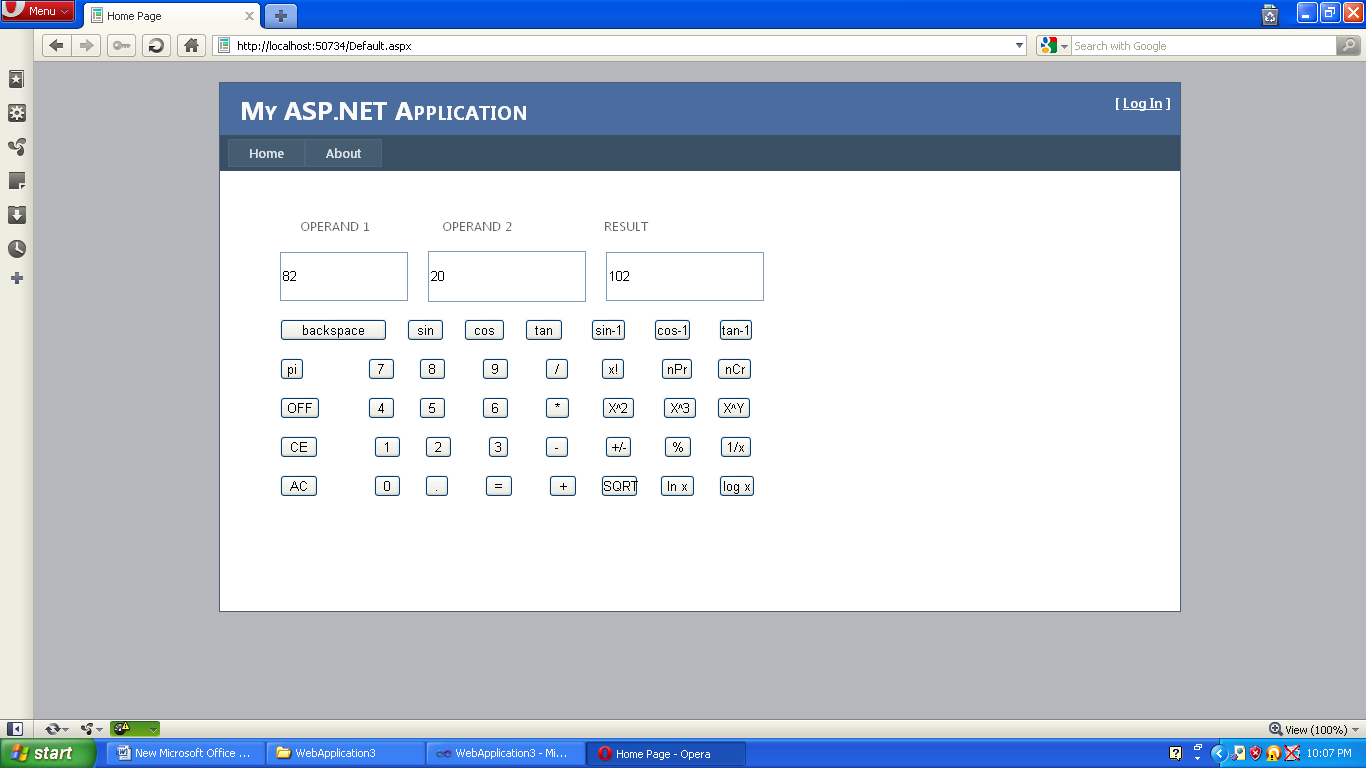 Menu
Home Page
http://localhost:50734/Default.aspx
Search with Google
My ASP.NET Application
[ Log In ]
Home About
OPERAND 1 OPERAND 2 RESULT
82 20 102
backspace sin cos tan sin-1 cos-1 tan-1
pi 7 8 9 / x! nPr nCr
OFF 4 5 6 * X^2 X^3 X^Y
CE 1 2 3 - +/- % 1/x
AC 0 . = + SQRT ln x log x
View (100%)
start New Microsoft Office ... WebApplication3 WebApplication3 - Mi... Home Page - Opera 10:07 PM